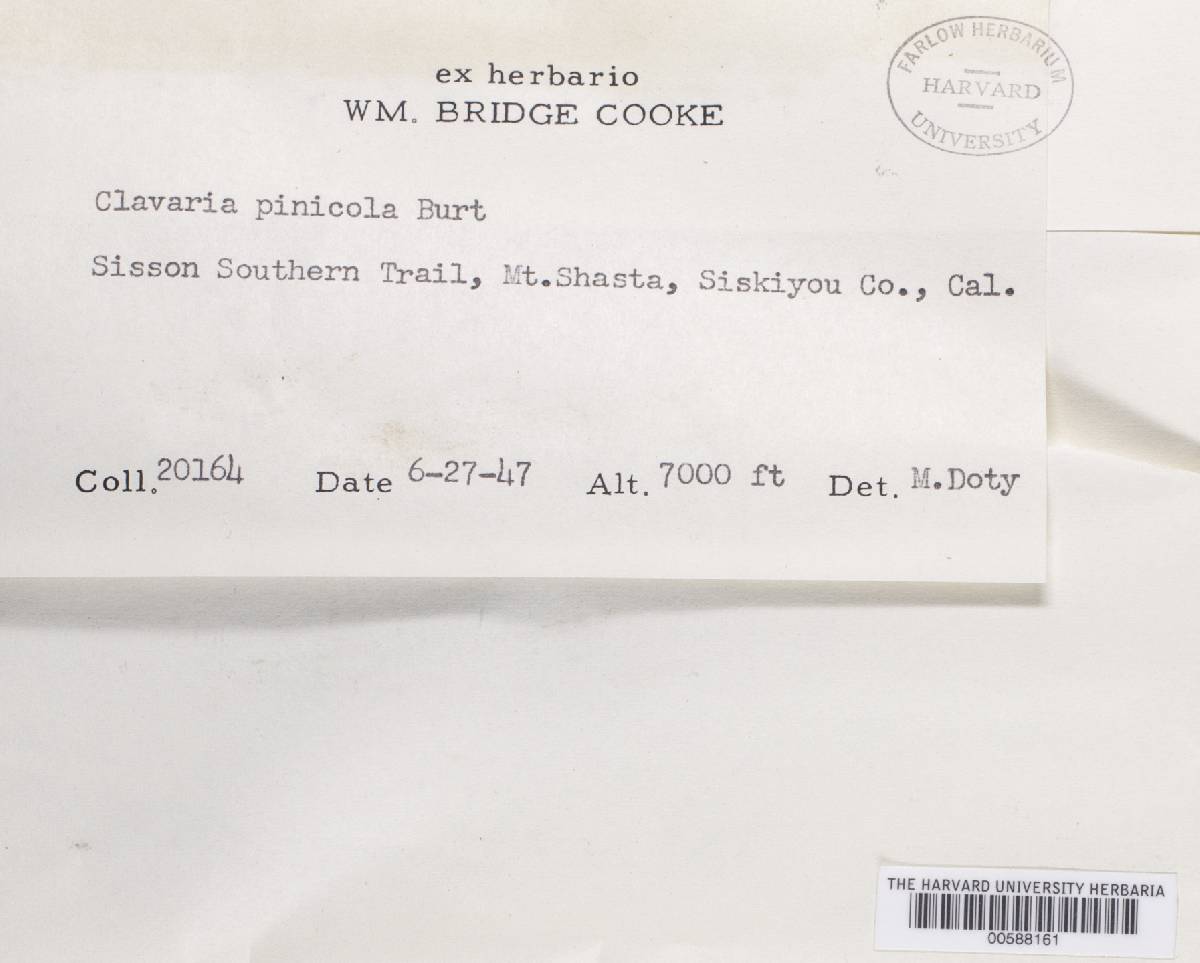 ex herbario
WM. BRIDGE COOKE
FARLOW HERBARIUM
HARVARD
UNIVERSITY
Clavaria pinicola Burt
Sisson Southern Trail, Mt.Shasta, Siskiyou Co., Cal.
Coll. 20164 Date 6-27-47 Alt. 7000 ft Det. M.Doty
THE HARVARD UNIVERSITY HERBARIA
00588161